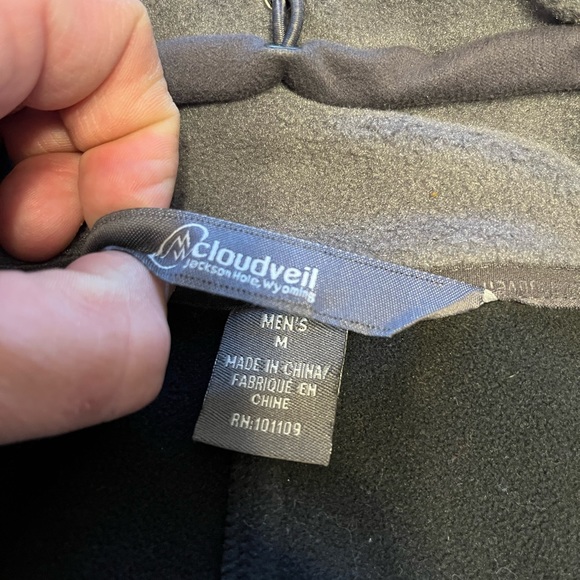 cloudveil
Jackson Hole, Wyoming
MEN'S
M
MADE IN CHINA/
FABRIQUÉ EN
CHINE
RN:101109